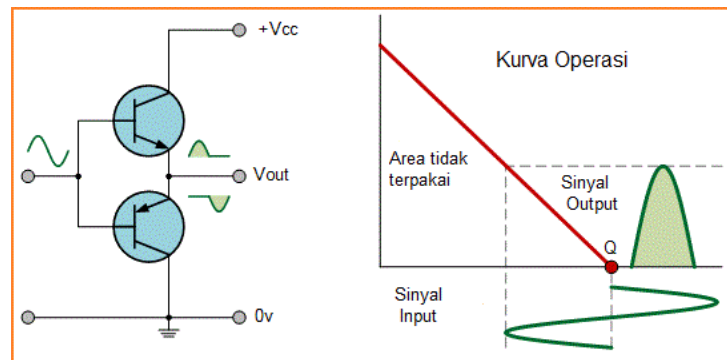 +Vcc
Vout
0v
Kurva Operasi
Area tidak
terpakai
Sinyal
Output
Q
Sinyal
Input